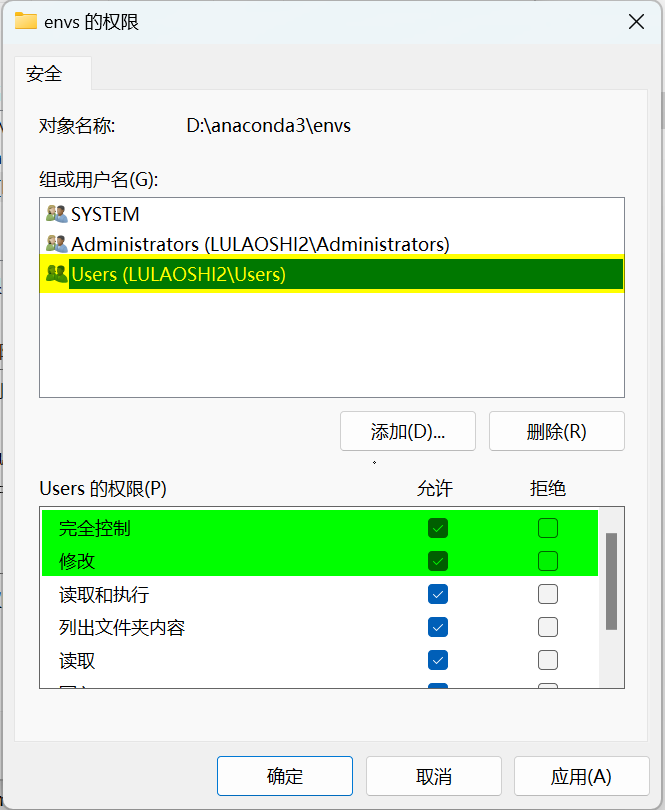 envs 的权限
安全
对象名称: D:\anaconda3\envs
组或用户名(G):
SYSTEM
Administrators (LULAOSHI2\Administrators)
Users (LULAOSHI2\Users)
添加(D)... 删除(R)
Users 的权限(P) 允许 拒绝
完全控制
修改
读取和执行
列出文件夹内容
读取
确定 取消 应用(A)